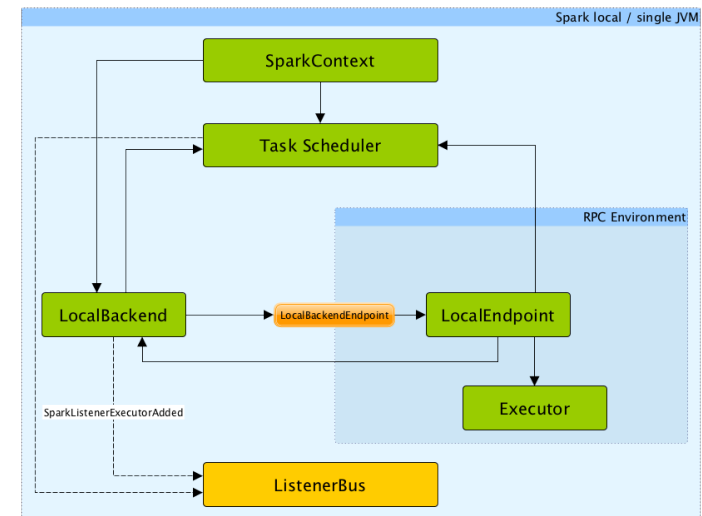 Spark local / single JVM
SparkContext
Task Scheduler
RPC Environment
LocalBackend
LocalBackendEndpoint
LocalEndpoint
Executor
SparkListenerExecutorAdded
ListenerBus